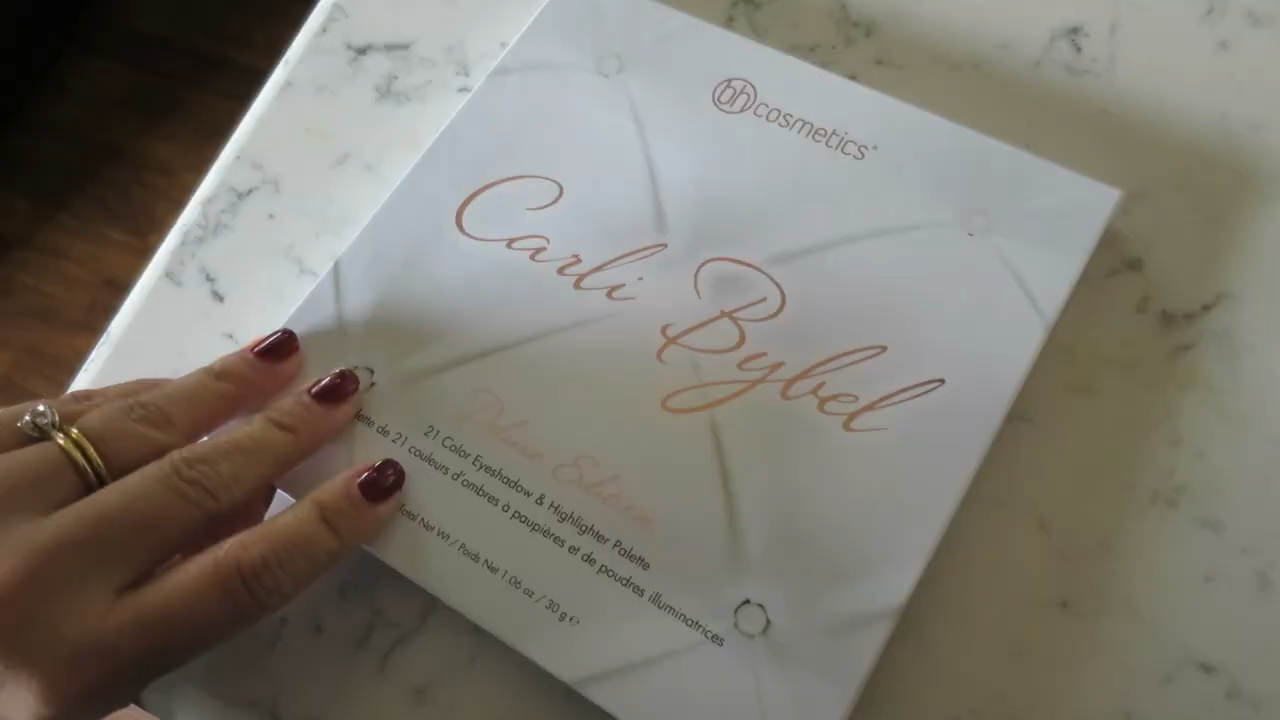 bh cosmetics®
Carli
Bybel
Deluxe Edition
21 Color Eyeshadow & Highlighter Palette
de 21 couleurs d'ombres à paupières et de poudres illuminatrices
Total Net Wt / Poids Net 1.06 oz / 30 g ℮